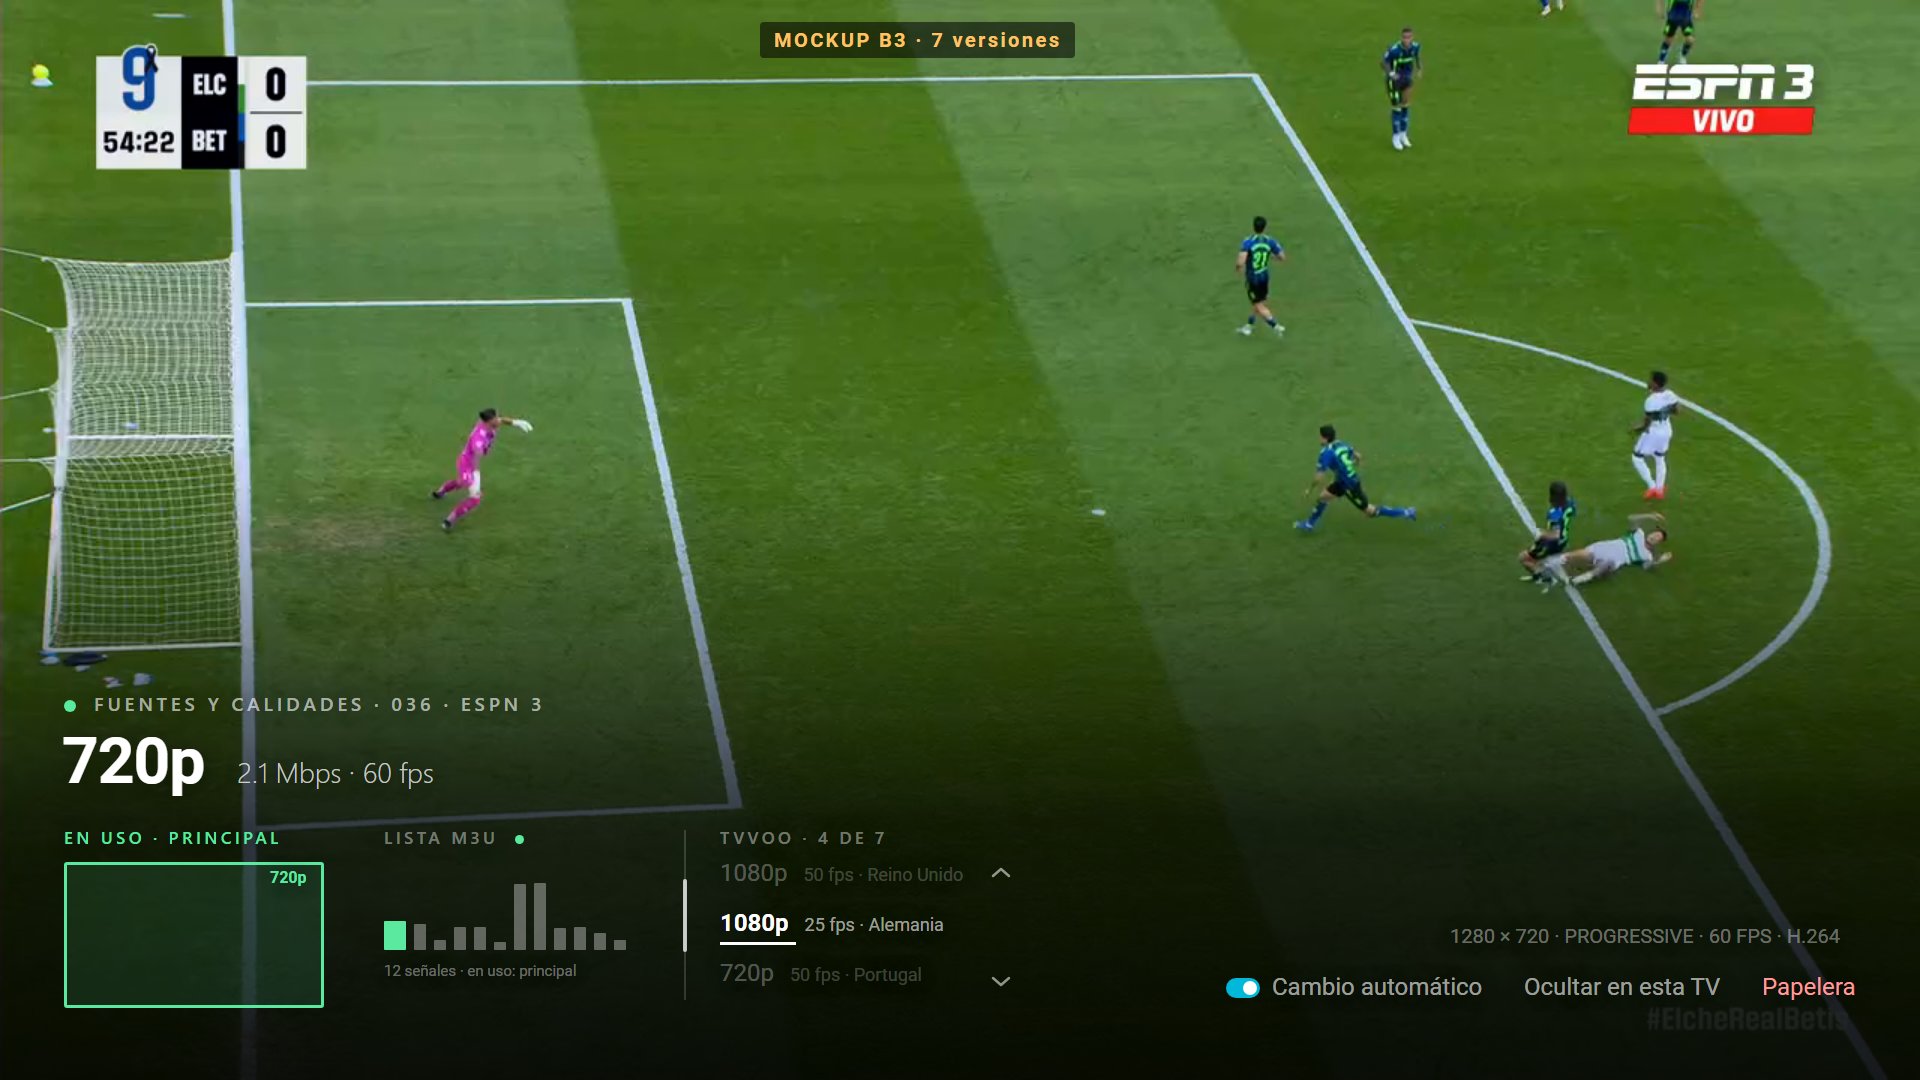 MOCKUP B3 · 7 versiones
9
ELC 0
54:22 BET 0
ESPN 3
VIVO
21
FUENTES Y CALIDADES · 036 · ESPN 3
720p 2.1 Mbps · 60 fps
EN USO · PRINCIPAL
720p
LISTA M3U
12 señales · en uso: principal
TVVOO · 4 DE 7
1080p 50 fps · Reino Unido
1080p 25 fps · Alemania
720p 50 fps · Portugal
1280 × 720 · PROGRESSIVE · 60 FPS · H.264
Cambio automático Ocultar en esta TV Papelera
#ElcheRealBetis